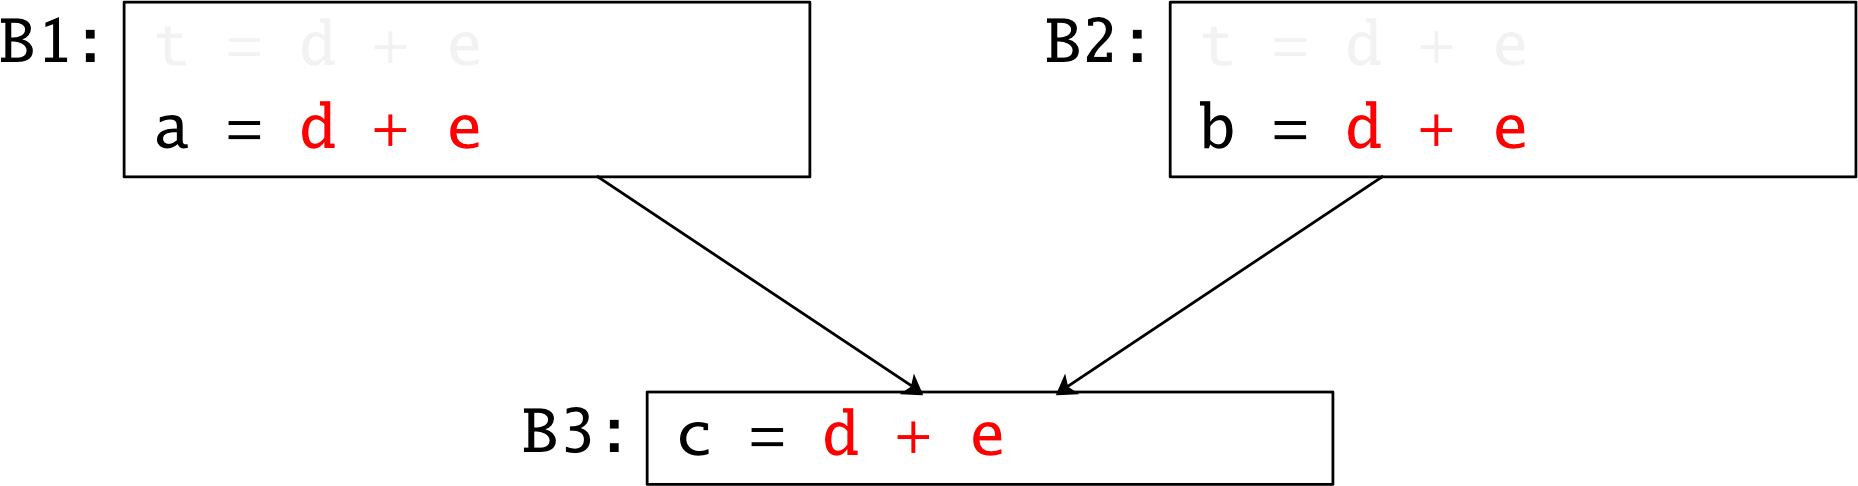 B1: t = d + e
a = d + e
B2: t = d + e
b = d + e
B3: c = d + e